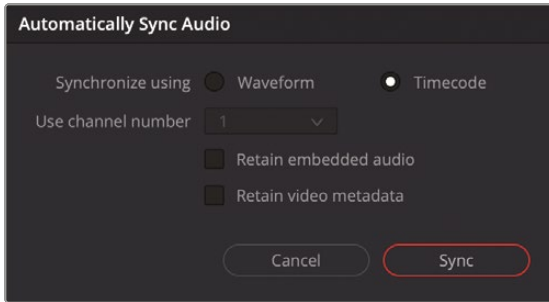 Automatically Sync Audio
Synchronize using Waveform Timecode
Use channel number 1
Retain embedded audio
Retain video metadata
Cancel Sync